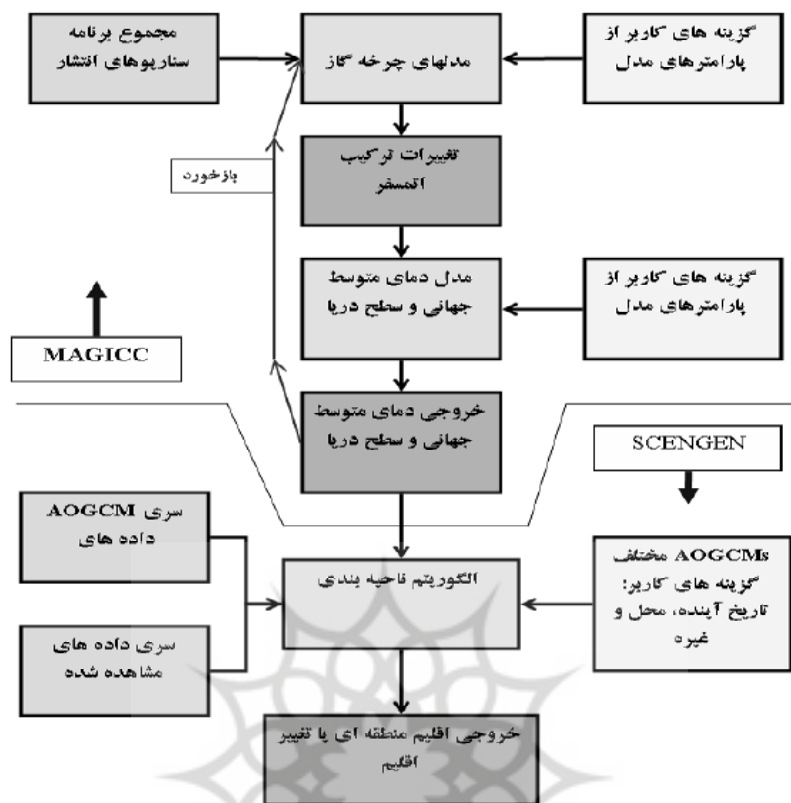 مجموع برنامه
سناریوهای انتشار
مدلهای چرخه گاز
گزینه های کاربر از
پارامترهای مدل
تغییرات ترکیب
اتمسفر
بازخورد
مدل دمای متوسط
جهانی و سطح دریا
گزینه های کاربر از
پارامترهای مدل
MAGICC
خروجی دمای متوسط
جهانی و سطح دریا
SCENGEN
سری AOGCM
داده های
الگوریتم ناحیه بندی
AOGCMs مختلف
گزینه های کاربر:
تاریخ آینده، محل و
غیره
سری داده های
مشاهده شده
خروجی اقلیم منطقه ای یا تغییر
اقلیم